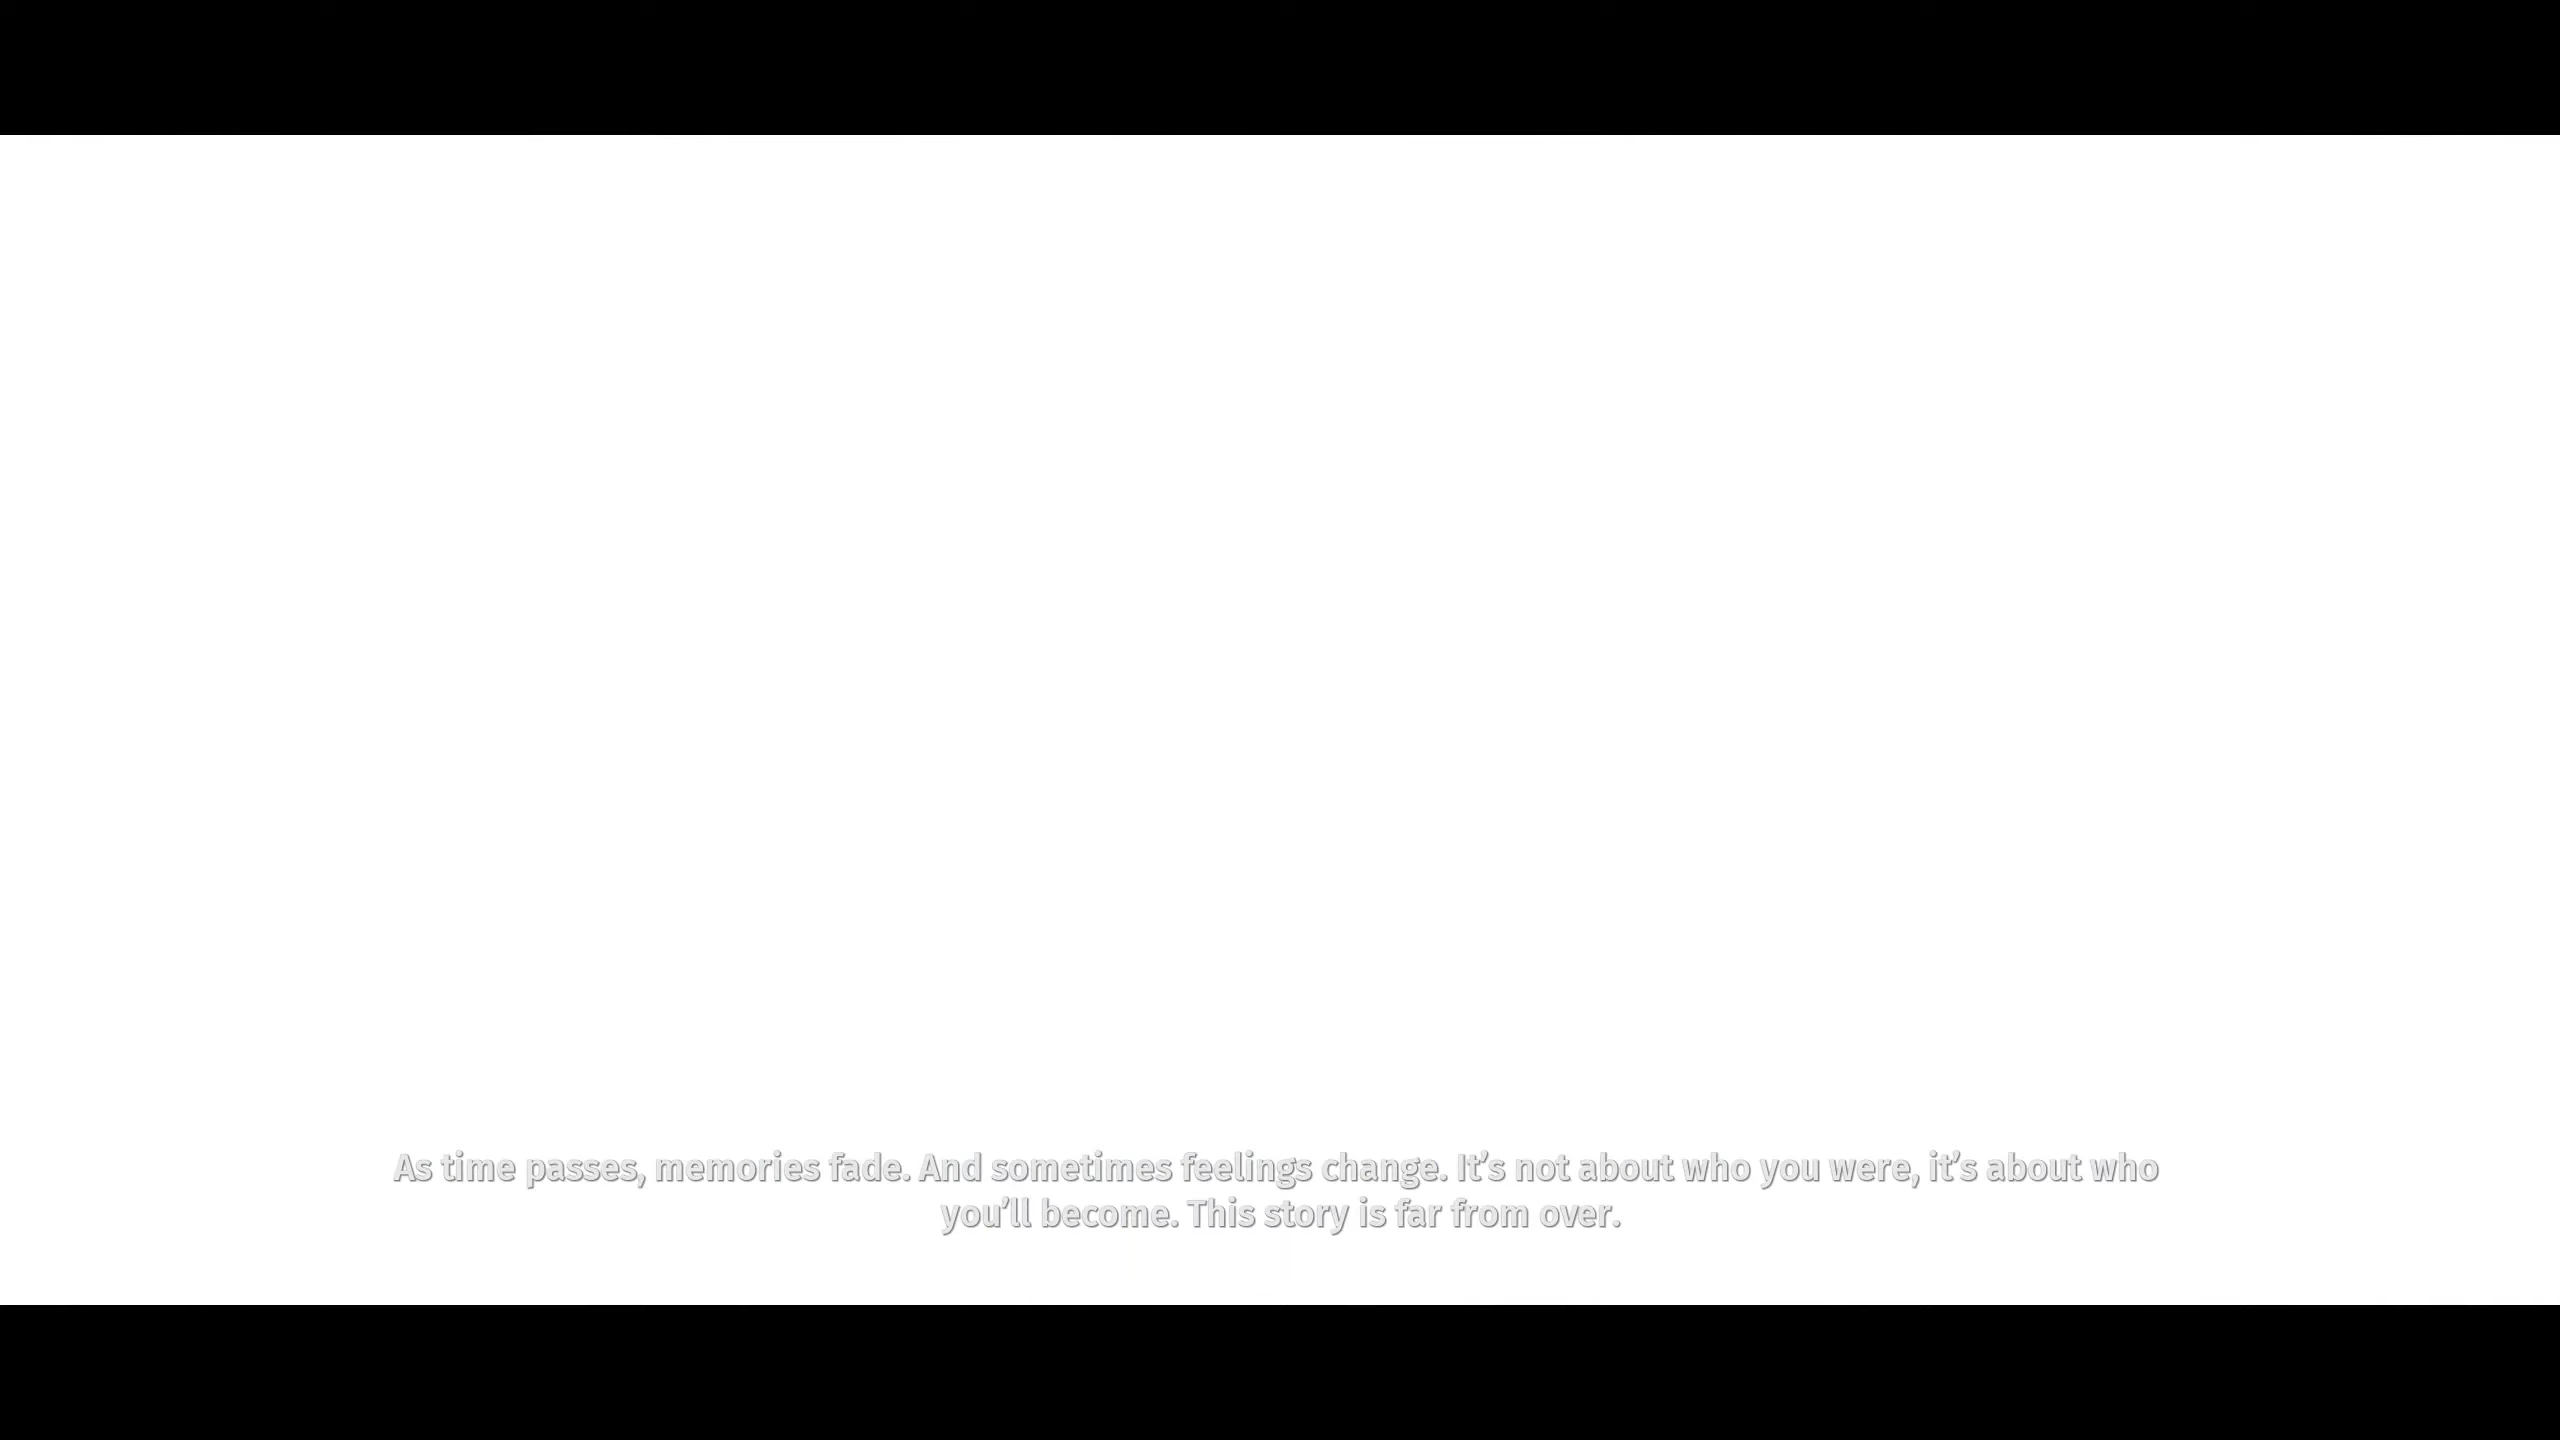 As time passes, memories fade. And sometimes feelings change. It’s not about who you were, it’s about who
you’ll become. This story is far from over.